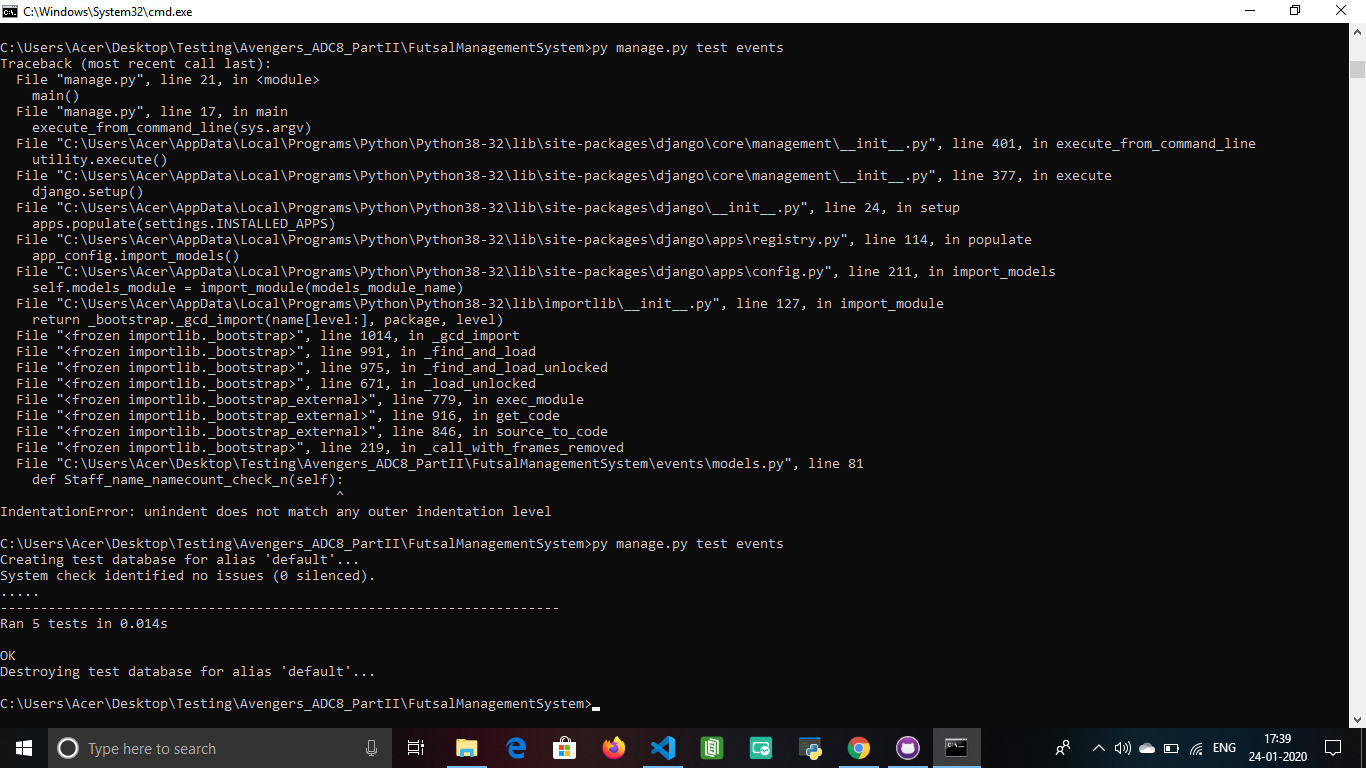 C:\Windows\System32\cmd.exe
C:\Users\Acer\Desktop\Testing\Avengers_ADC8_PartII\FutsalManagementSystem>py manage.py test events
Traceback (most recent call last):
  File "manage.py", line 21, in <module>
    main()
  File "manage.py", line 17, in main
    execute_from_command_line(sys.argv)
  File "C:\Users\Acer\AppData\Local\Programs\Python\Python38-32\lib\site-packages\django\core\management\__init__.py", line 401, in execute_from_command_line
    utility.execute()
  File "C:\Users\Acer\AppData\Local\Programs\Python\Python38-32\lib\site-packages\django\core\management\__init__.py", line 377, in execute
    django.setup()
  File "C:\Users\Acer\AppData\Local\Programs\Python\Python38-32\lib\site-packages\django\__init__.py", line 24, in setup
    apps.populate(settings.INSTALLED_APPS)
  File "C:\Users\Acer\AppData\Local\Programs\Python\Python38-32\lib\site-packages\django\apps\registry.py", line 114, in populate
    app_config.import_models()
  File "C:\Users\Acer\AppData\Local\Programs\Python\Python38-32\lib\site-packages\django\apps\config.py", line 211, in import_models
    self.models_module = import_module(models_module_name)
  File "C:\Users\Acer\AppData\Local\Programs\Python\Python38-32\lib\importlib\__init__.py", line 127, in import_module
    return _bootstrap._gcd_import(name[level:], package, level)
  File "<frozen importlib._bootstrap>", line 1014, in _gcd_import
  File "<frozen importlib._bootstrap>", line 991, in _find_and_load
  File "<frozen importlib._bootstrap>", line 975, in _find_and_load_unlocked
  File "<frozen importlib._bootstrap>", line 671, in _load_unlocked
  File "<frozen importlib._bootstrap_external>", line 779, in exec_module
  File "<frozen importlib._bootstrap_external>", line 916, in get_code
  File "<frozen importlib._bootstrap_external>", line 846, in source_to_code
  File "<frozen importlib._bootstrap>", line 219, in _call_with_frames_removed
  File "C:\Users\Acer\Desktop\Testing\Avengers_ADC8_PartII\FutsalManagementSystem\events\models.py", line 81
    def Staff_name_namecount_check_n(self):
                                          ^
IndentationError: unindent does not match any outer indentation level
C:\Users\Acer\Desktop\Testing\Avengers_ADC8_PartII\FutsalManagementSystem>py manage.py test events
Creating test database for alias 'default'...
System check identified no issues (0 silenced).
.....
----------------------------------------------------------------------
Ran 5 tests in 0.014s
OK
Destroying test database for alias 'default'...
C:\Users\Acer\Desktop\Testing\Avengers_ADC8_PartII\FutsalManagementSystem>
Type here to search
ENG
17:39
24-01-2020